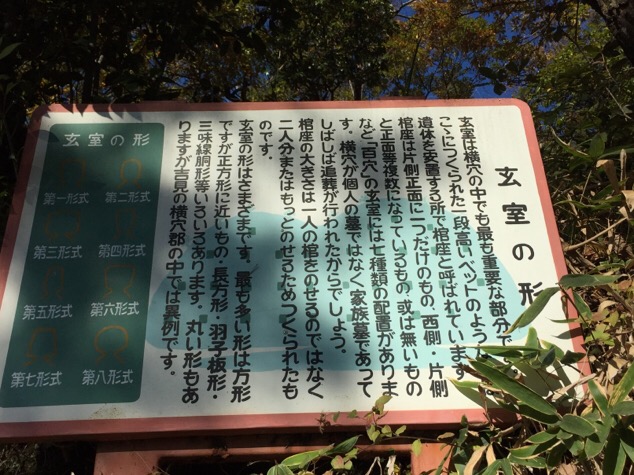 玄室の形
玄室は横穴の中でも最も重要な部分で
こゝにつくられた一段高いベットのよう
遺体を安置する所で、棺座と呼ばれています
棺座は片側正面に一つだけのもの、西側・片側
と正面等複数になっているもの、或は無いもの
など「百穴」の玄室には七種類の配置がありま
す。横穴が個人の墓ではなく家族墓であって
しばしば追葬が行われたからでしょう。
棺座の大きさは一人の棺をのせるのではなく
二人分またはもっとのせるためつくられたも
のです。
玄室の形はさまざまです。最も多い形は方形
ですが正方形に近いもの・長方形・羽子板形・
三味線胴形等いろいろあります。丸い形もあ
りますが吉見の横穴郡の中では異例です。
玄室の形
第一形式
第二形式
第三形式
第四形式
第五形式
第六形式
第七形式
第八形式